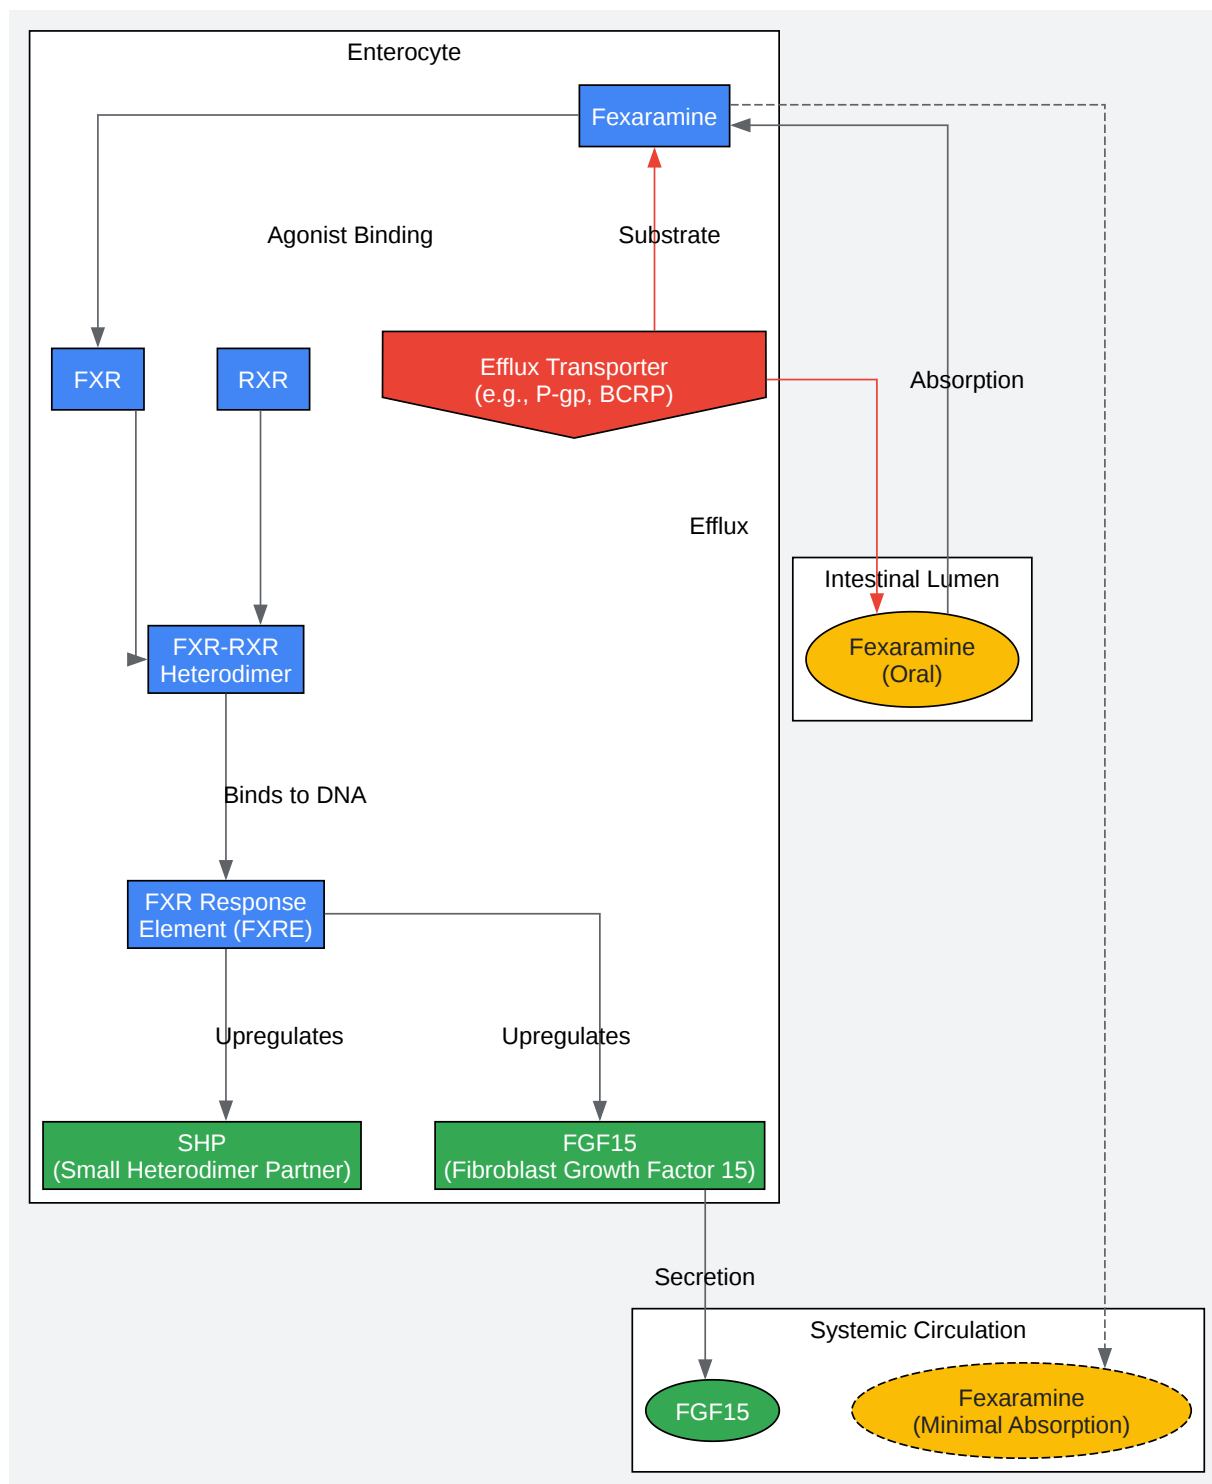 Enterocyte
Fexaramine
Agonist Binding
Substrate
FXR
RXR
Efflux Transporter
(e.g., P-gp, BCRP)
Absorption
Efflux
Intestinal Lumen
Fexaramine
(Oral)
FXR-RXR
Heterodimer
Binds to DNA
FXR Response
Element (FXRE)
Upregulates
Upregulates
SHP
(Small Heterodimer Partner)
FGF15
(Fibroblast Growth Factor 15)
Secretion
Systemic Circulation
FGF15
Fexaramine
(Minimal Absorption)